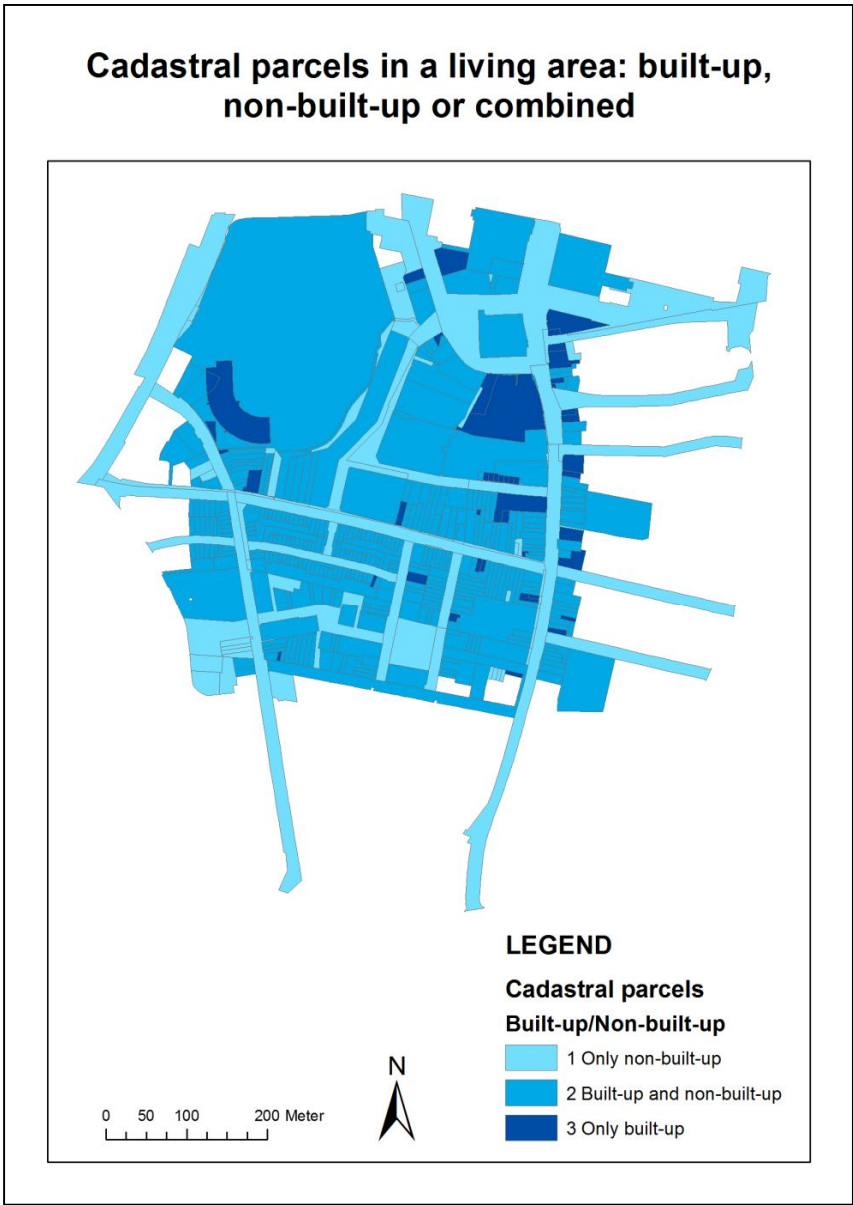 Cadastral parcels in a living area: built-up,
non-built-up or combined
LEGEND
Cadastral parcels
Built-up/Non-built-up
1 Only non-built-up
2 Built-up and non-built-up
3 Only built-up
N
0 50 100 200 Meter